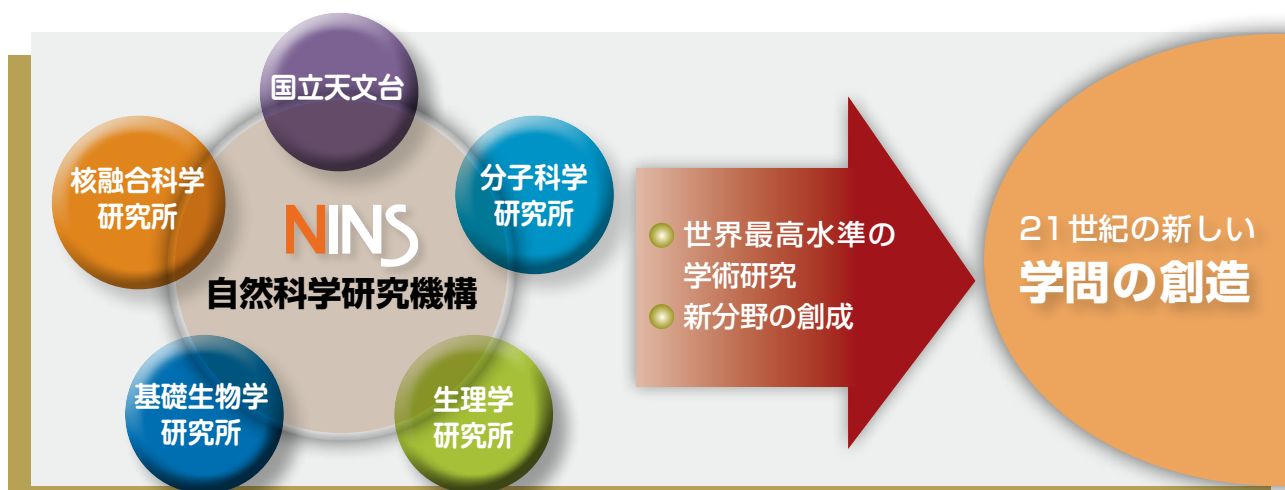 国立天文台
核融合科学
研究所
分子科学
研究所
NINS
自然科学研究機構
基礎生物学
研究所
生理学
研究所
世界最高水準の
学術研究
新分野の創成
21世紀の新しい
学問の創造